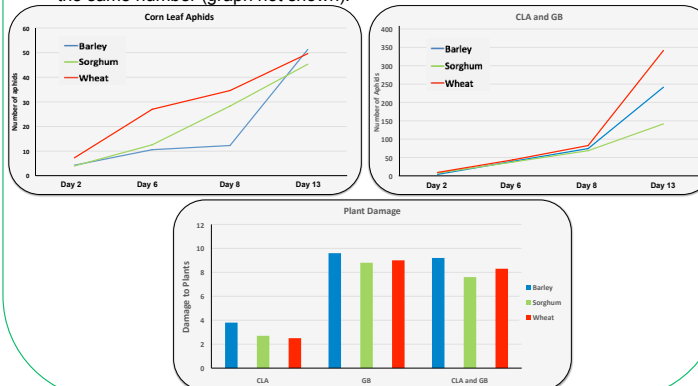 the same number (graph not shown).
Corn Leaf Aphids
60
50
40
30
20
10
0
Number of aphids
Barley
Sorghum
Wheat
Day 2 Day 6 Day 8 Day 13
CLA and GB
400
350
300
250
200
150
100
50
0
Number of Aphids
Barley
Sorghum
Wheat
Day 2 Day 6 Day 8 Day 13
Plant Damage
12
10
8
6
4
2
0
Damage to Plants
Barley
Sorghum
Wheat
CLA GB CLA and GB